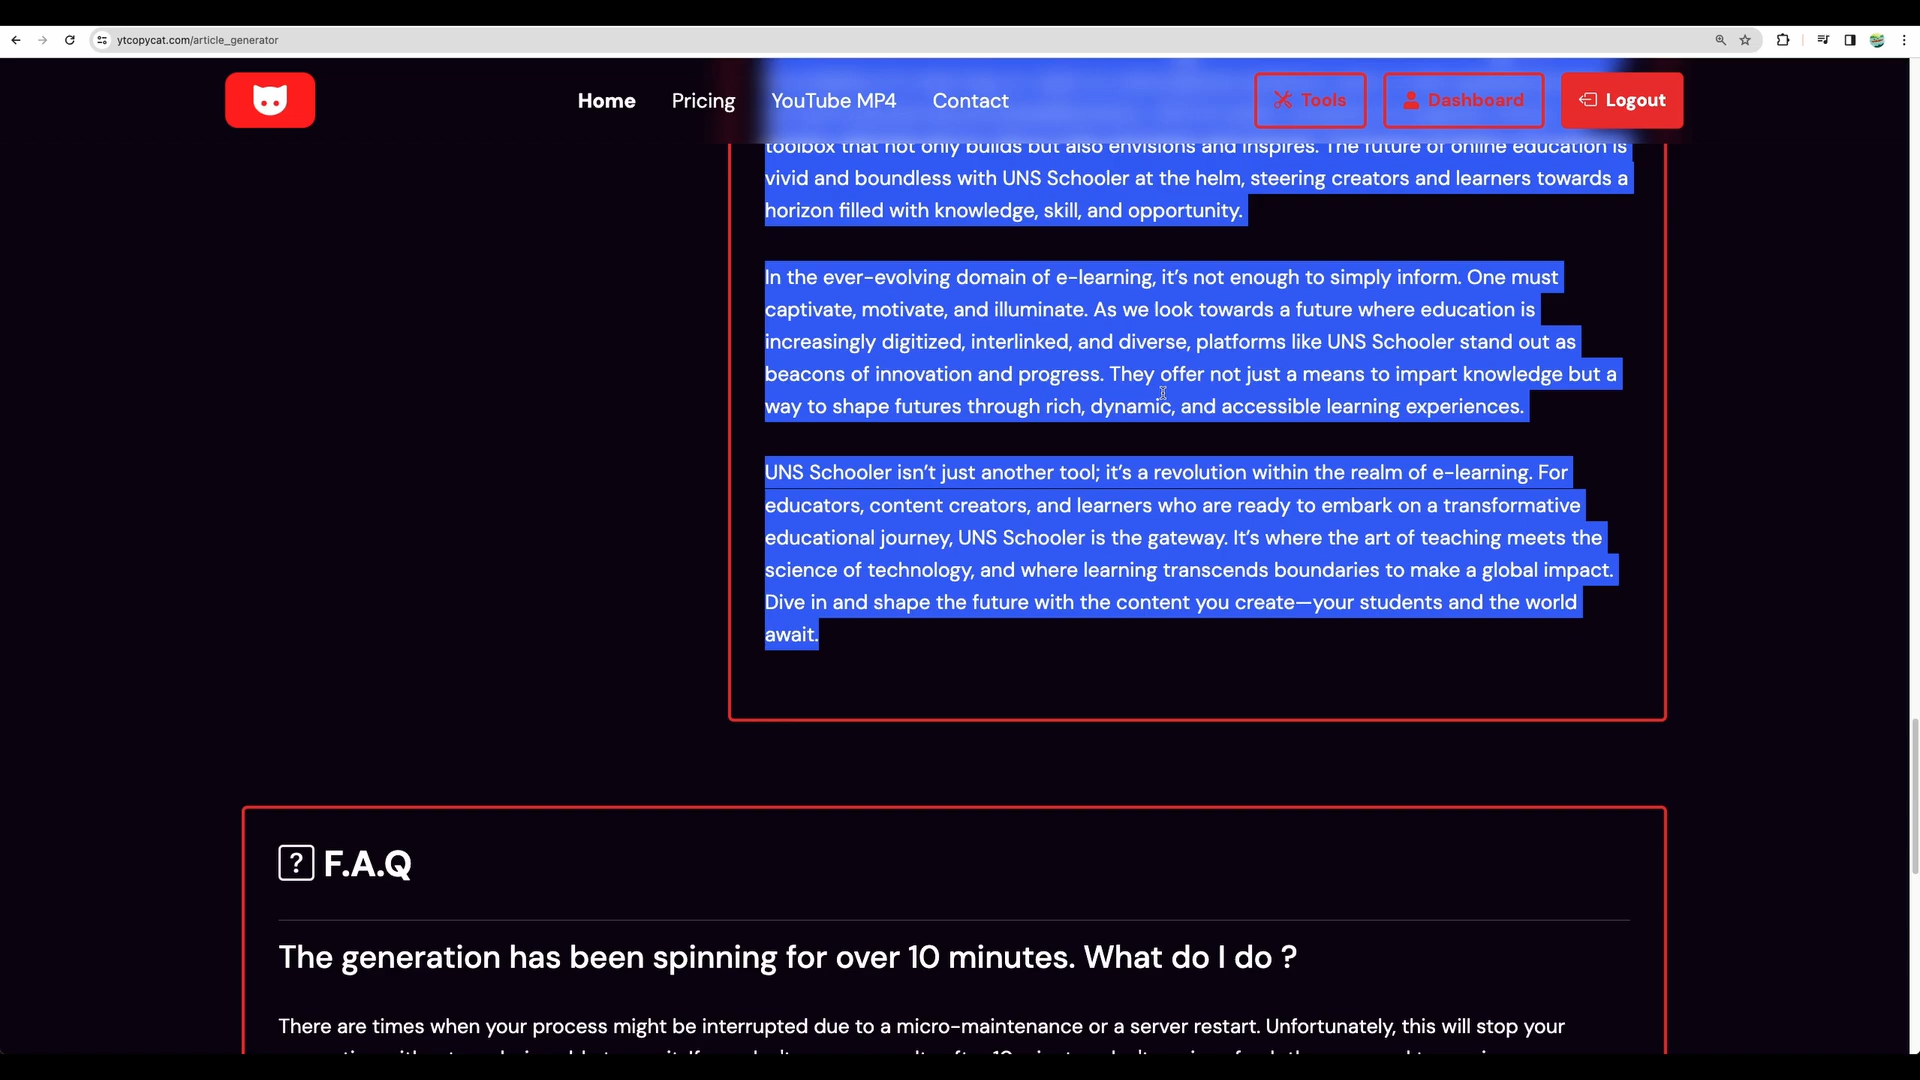 ytcopycat.com/article_generator
Home Pricing YouTube MP4 Contact Tools Dashboard Logout
toolbox that not only builds but also envisions and inspires. The future of online education is
vivid and boundless with UNS Schooler at the helm, steering creators and learners towards a
horizon filled with knowledge, skill, and opportunity.
In the ever-evolving domain of e-learning, it’s not enough to simply inform. One must
captivate, motivate, and illuminate. As we look towards a future where education is
increasingly digitized, interlinked, and diverse, platforms like UNS Schooler stand out as
beacons of innovation and progress. They offer not just a means to impart knowledge but a
way to shape futures through rich, dynamic, and accessible learning experiences.
UNS Schooler isn’t just another tool; it’s a revolution within the realm of e-learning. For
educators, content creators, and learners who are ready to embark on a transformative
educational journey, UNS Schooler is the gateway. It’s where the art of teaching meets the
science of technology, and where learning transcends boundaries to make a global impact.
Dive in and shape the future with the content you create—your students and the world
await.
? F.A.Q
The generation has been spinning for over 10 minutes. What do I do ?
There are times when your process might be interrupted due to a micro-maintenance or a server restart. Unfortunately, this will stop your